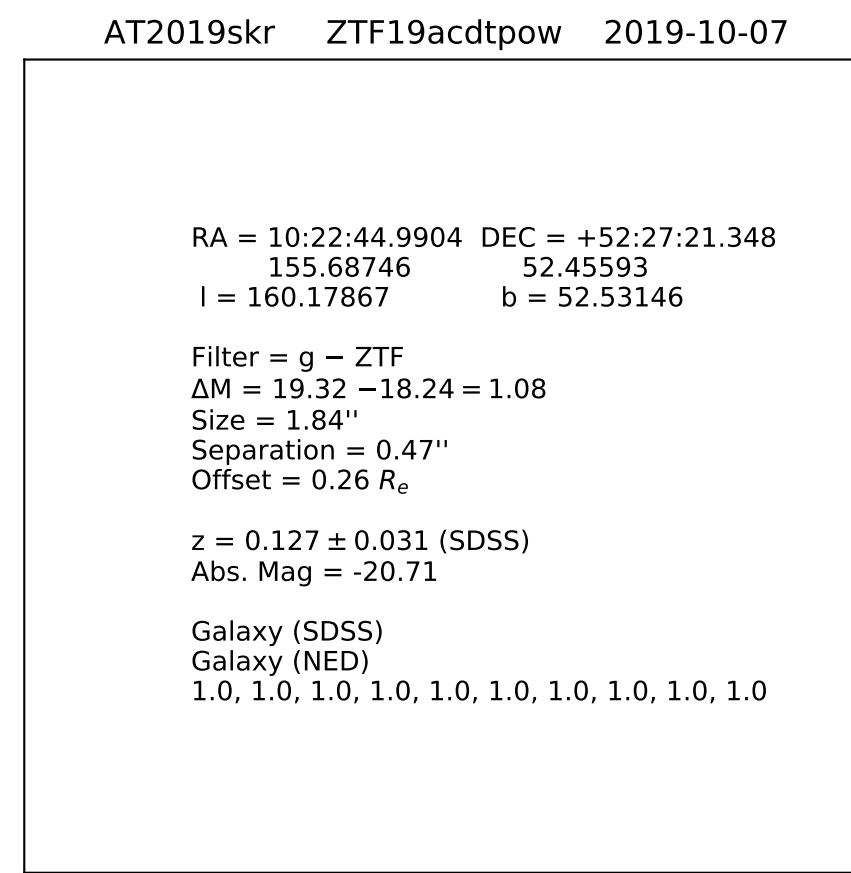 AT2019skr ZTF19acdtpow 2019-10-07
RA = 10:22:44.9904 DEC = +52:27:21.348
155.68746 52.45593
l = 160.17867 b = 52.53146
Filter = g − ZTF
ΔM = 19.32 −18.24 = 1.08
Size = 1.84''
Separation = 0.47''
Offset = 0.26 Rₑ
z = 0.127 ± 0.031 (SDSS)
Abs. Mag = -20.71
Galaxy (SDSS)
Galaxy (NED)
1.0, 1.0, 1.0, 1.0, 1.0, 1.0, 1.0, 1.0, 1.0, 1.0